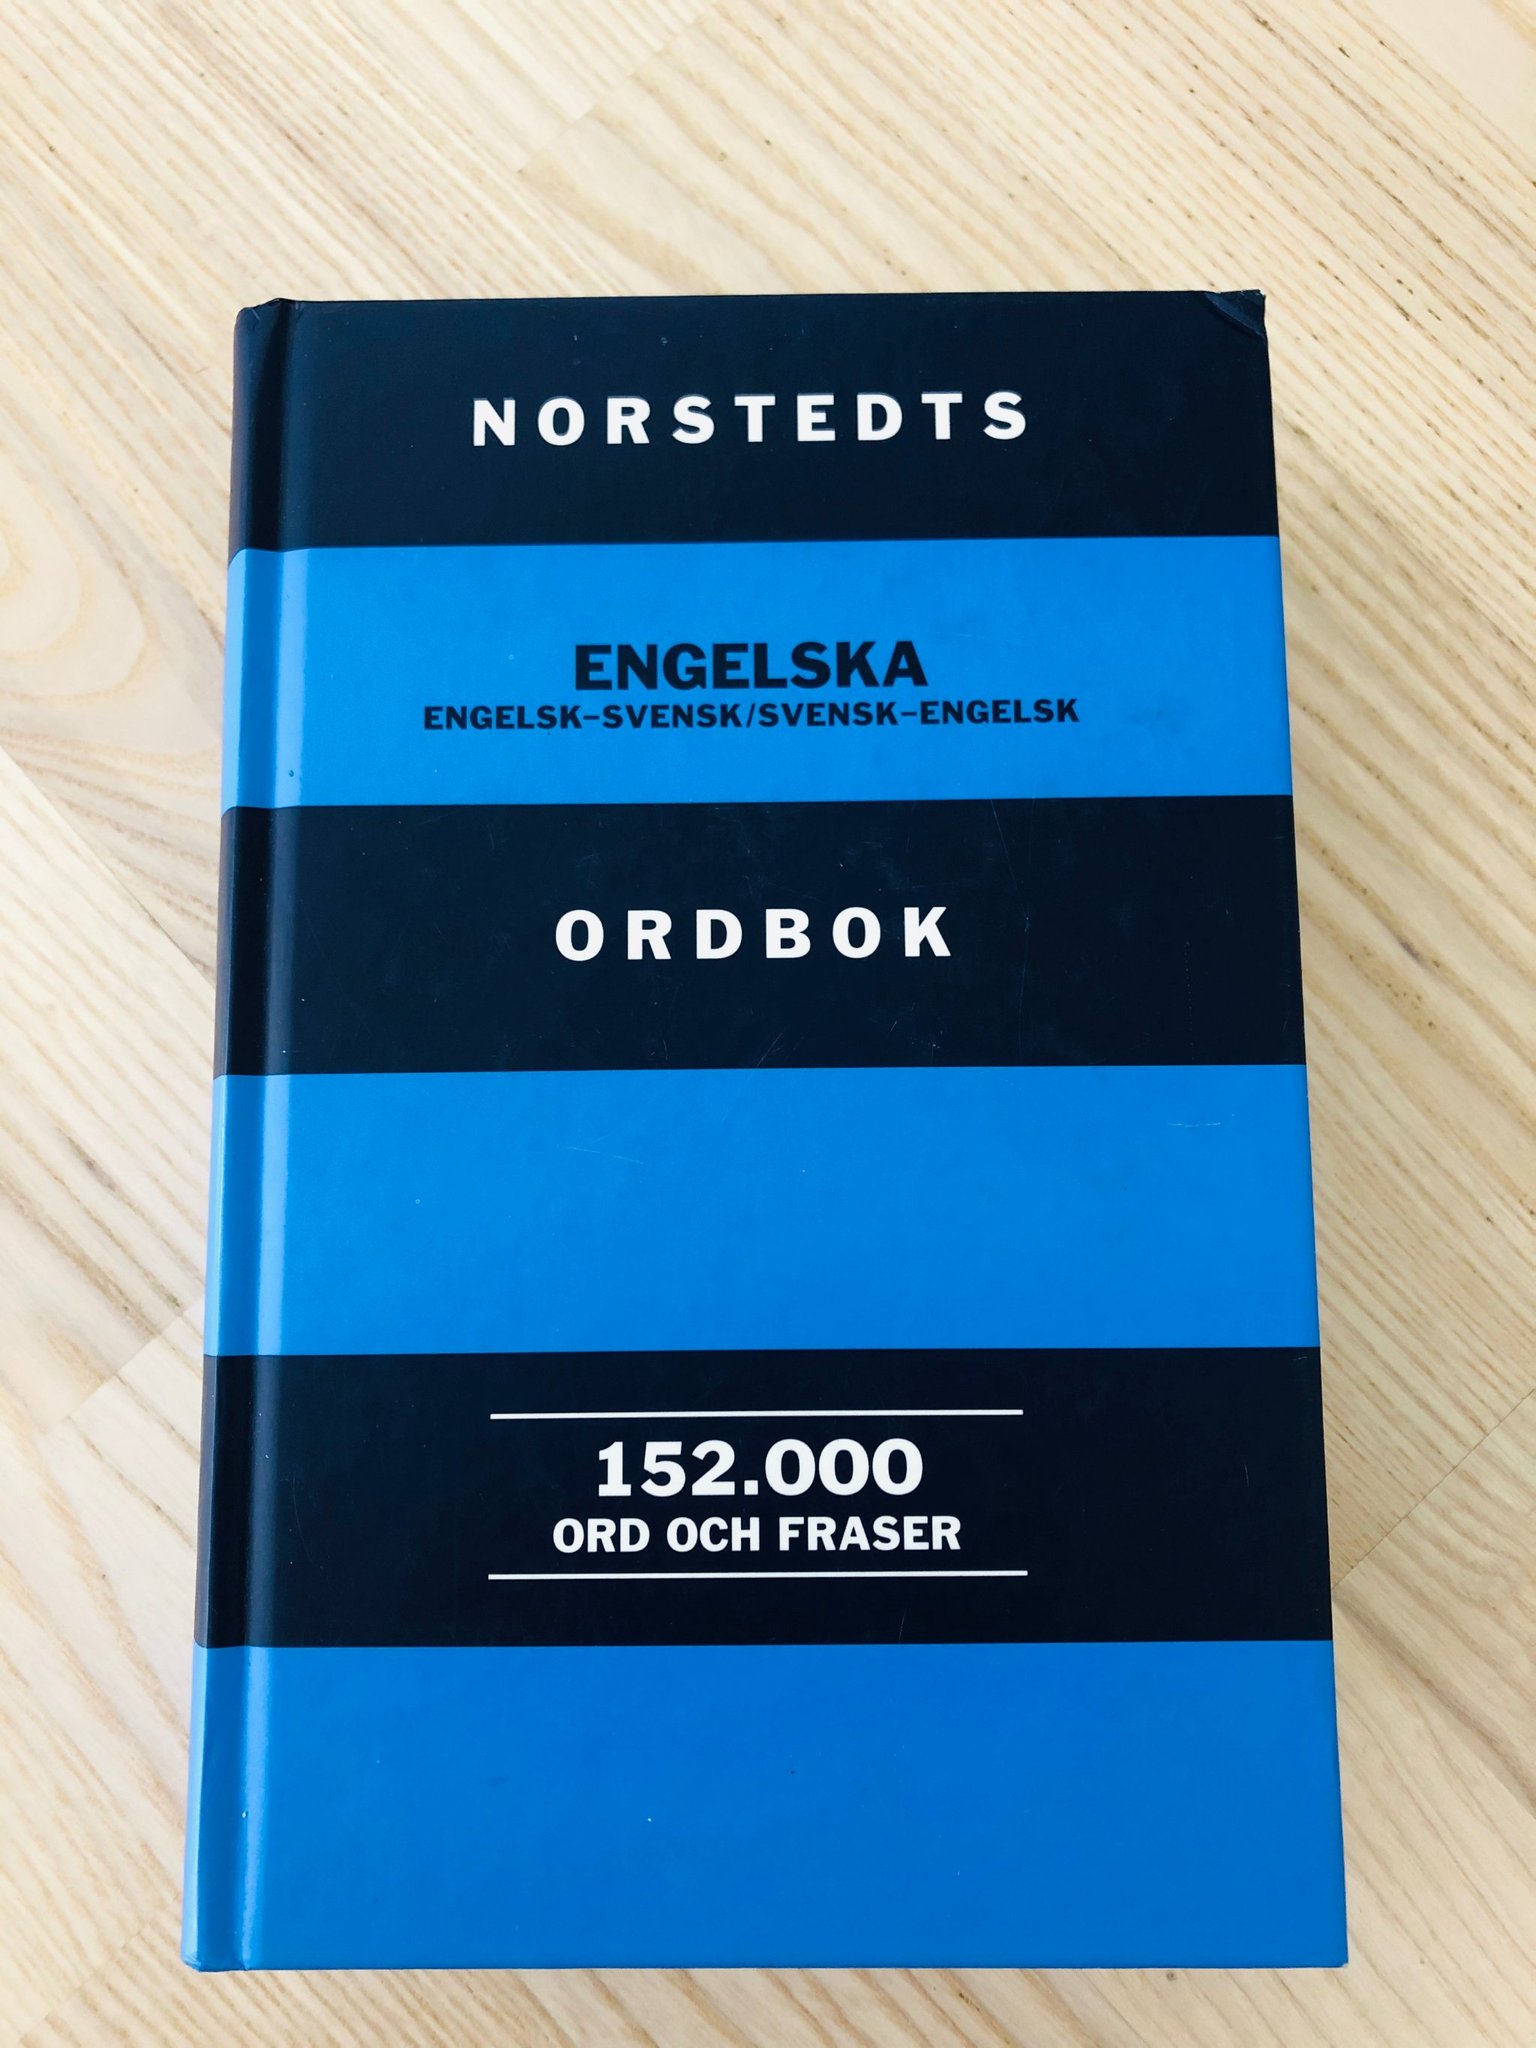 NORSTEDTS
ENGELSKA
ENGELSK–SVENSK/SVENSK–ENGELSK
ORDBOK
152.000
ORD OCH FRASER